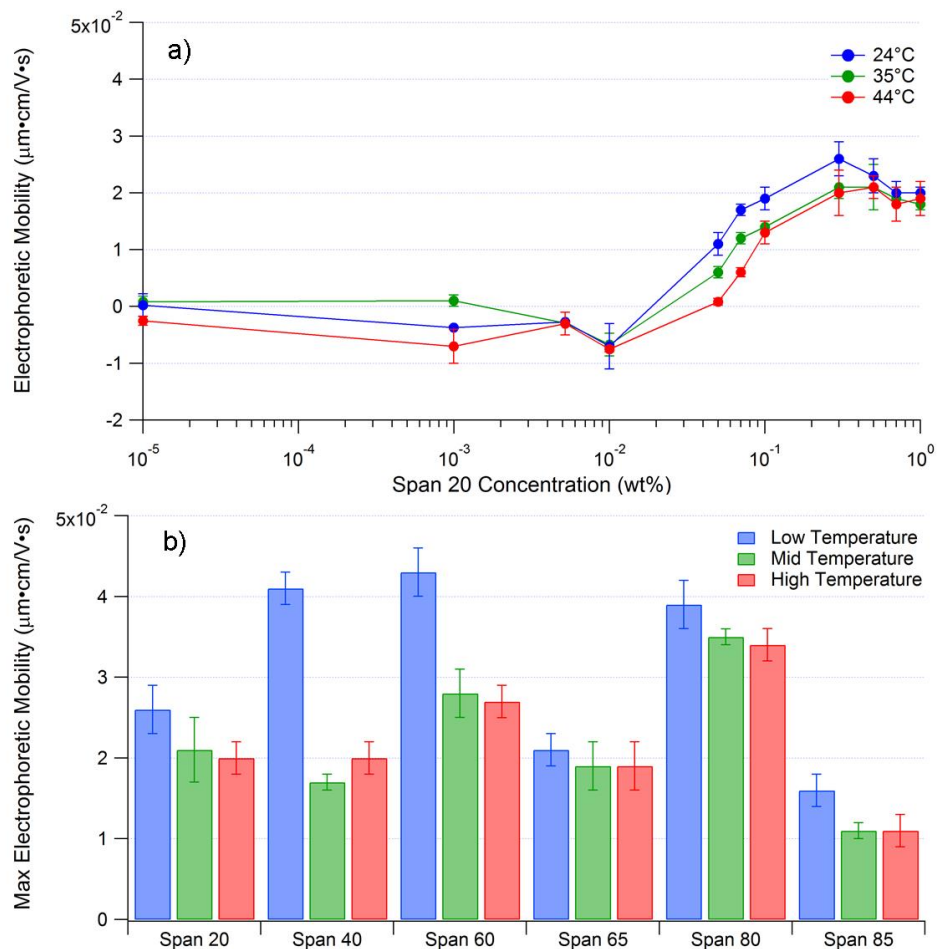 a)
5x10-2
4
3
2
1
0
-1
-2
Electrophoretic Mobility (µm•cm/V•s)
24°C
35°C
44°C
10-5
10-4
10-3
10-2
10-1
100
Span 20 Concentration (wt%)
b)
5x10-2
4
3
2
1
0
Max Electrophoretic Mobility (µm•cm/V•s)
Low Temperature
Mid Temperature
High Temperature
Span 20
Span 40
Span 60
Span 65
Span 80
Span 85